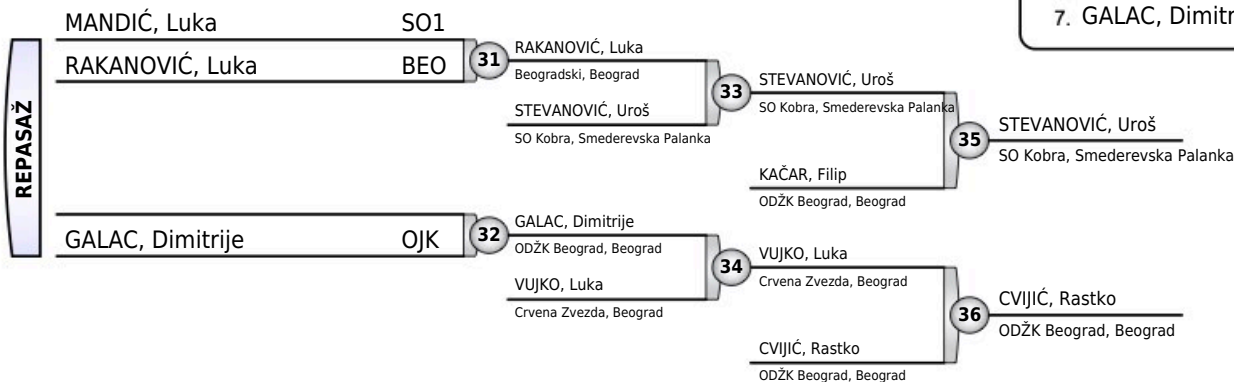 7. GALAC, Dimitr
REPASAŽ
MANDIĆ, Luka SO1
RAKANOVIĆ, Luka BEO
31
RAKANOVIĆ, Luka
Beogradski, Beograd
STEVANOVIĆ, Uroš
SO Kobra, Smederevska Palanka
33
STEVANOVIĆ, Uroš
SO Kobra, Smederevska Palanka
KAČAR, Filip
ODŽK Beograd, Beograd
35
STEVANOVIĆ, Uroš
SO Kobra, Smederevska Palanka
GALAC, Dimitrije OJK
32
GALAC, Dimitrije
ODŽK Beograd, Beograd
VUJKO, Luka
Crvena Zvezda, Beograd
34
VUJKO, Luka
Crvena Zvezda, Beograd
CVIJIĆ, Rastko
ODŽK Beograd, Beograd
36
CVIJIĆ, Rastko
ODŽK Beograd, Beograd